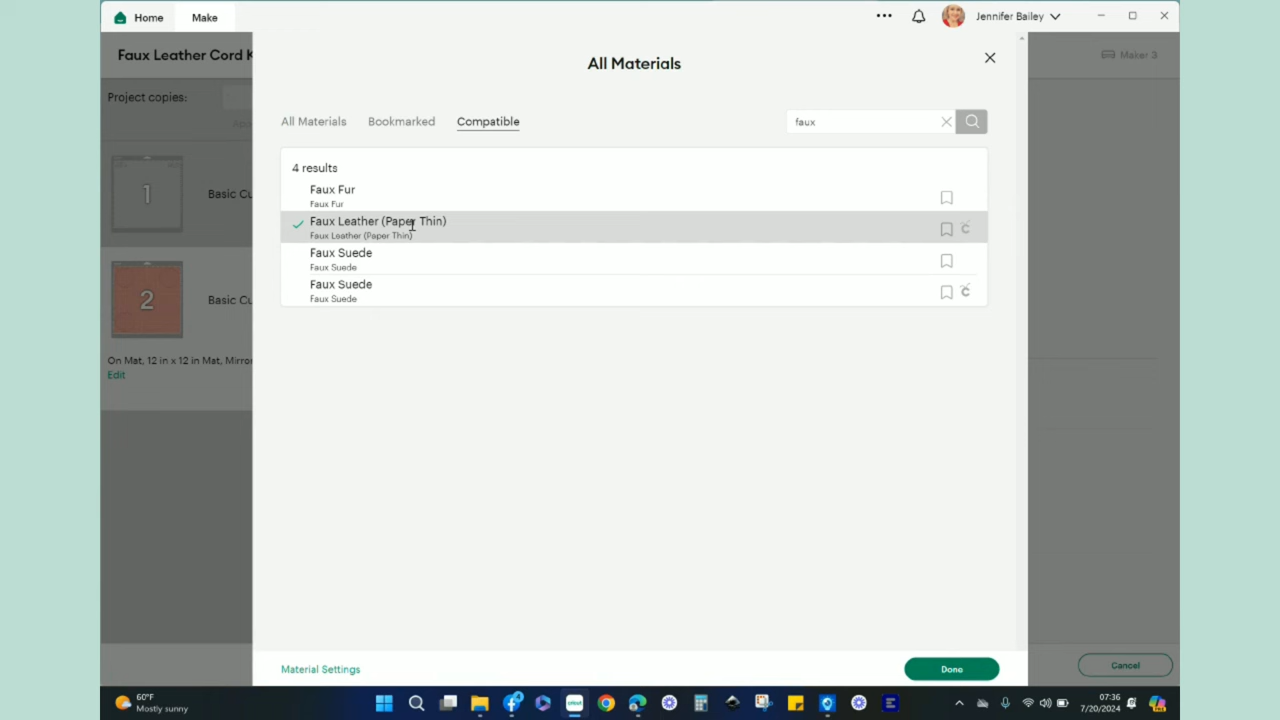 Home
Make
Jennifer Bailey
Faux Leather Cord K
Maker 3
Project copies:
1
Basic Cu
2
Basic Cu
On Mat, 12 in x 12 in Mat, Mirror
Edit
All Materials
All Materials
Bookmarked
Compatible
faux
4 results
Faux Fur
Faux Fur
Faux Leather (Paper Thin)
Faux Leather (Paper Thin)
Faux Suede
Faux Suede
Faux Suede
Faux Suede
Material Settings
Done
Cancel
60°F
Mostly sunny
cricut
07:36
7/20/2024